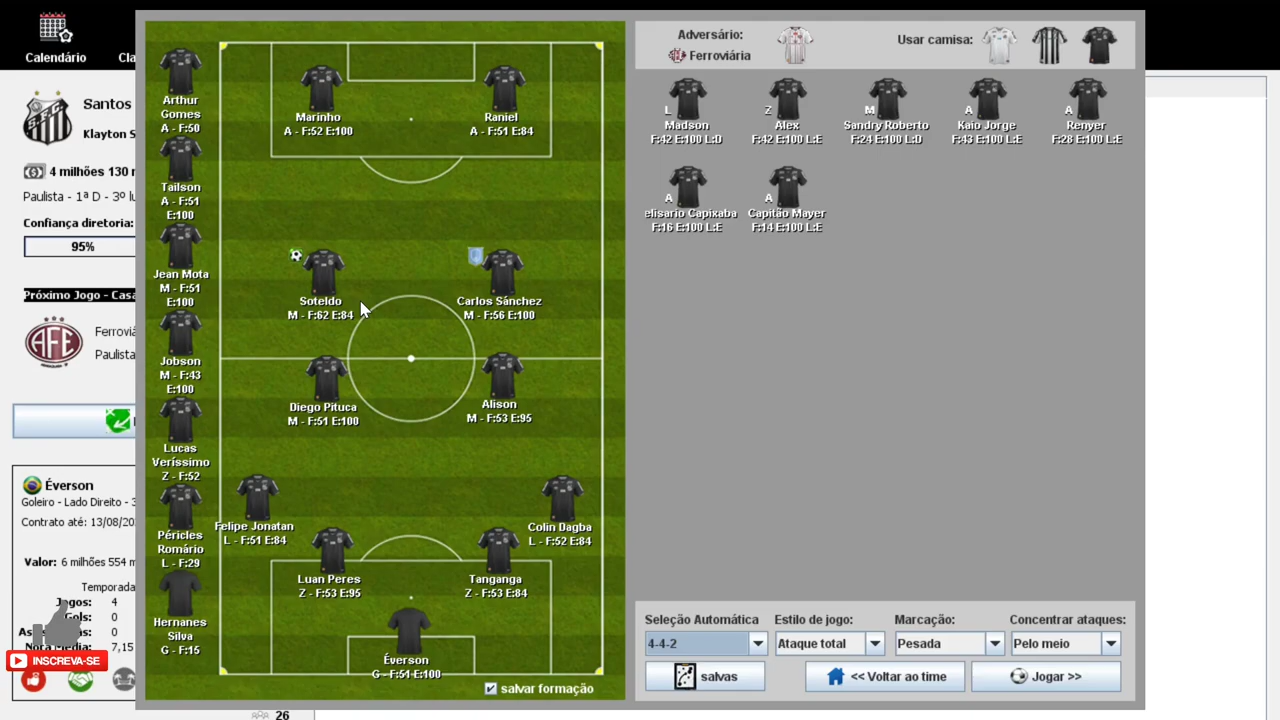 Calendário
Cla
Santos
Klayton S
4 milhões 130 r
Paulista - 1ª D - 3º lu
Confiança diretoria:
95%
Próximo Jogo - Casa
Ferroviá
Paulista
Éverson
Goleiro - Lado Direito - 3
Contrato até: 13/08/20
Valor: 6 milhões 554 m
Temporada
Jogos: 4
Gols: 0
0
7,15
INSCREVA-SE
26
Arthur
Gomes
A - F:50
Tailson
A - F:51
E:100
Jean Mota
M - F:51
E:100
Jobson
M - F:43
E:100
Lucas
Veríssimo
Z - F:52
Péricles
Romário
L - F:29
Hernanes
Silva
G - F:15
Marinho
A - F:52 E:100
Raniel
A - F:51 E:84
Soteldo
M - F:62 E:84
Carlos Sánchez
M - F:56 E:100
Diego Pituca
M - F:51 E:100
Alison
M - F:53 E:95
Felipe Jonatan
L - F:51 E:84
Colin Dagba
L - F:52 E:84
Luan Peres
Z - F:53 E:95
Tanganga
Z - F:53 E:84
Éverson
G - F:51 E:100
salvar formação
Adversário:
Ferroviária
Usar camisa:
L
Madson
F:42 E:100 L:D
Z
Alex
F:42 E:100 L:E
M
Sandry Roberto
F:24 E:100 L:D
A
Kaio Jorge
F:43 E:100 L:E
A
Renyer
F:28 E:100 L:E
A
elisario Capixaba
F:16 E:100 L:E
A
Capitão Mayer
F:14 E:100 L:E
Seleção Automática
4-4-2
Estilo de jogo:
Ataque total
Marcação:
Pesada
Concentrar ataques:
Pelo meio
salvas
<< Voltar ao time
Jogar >>